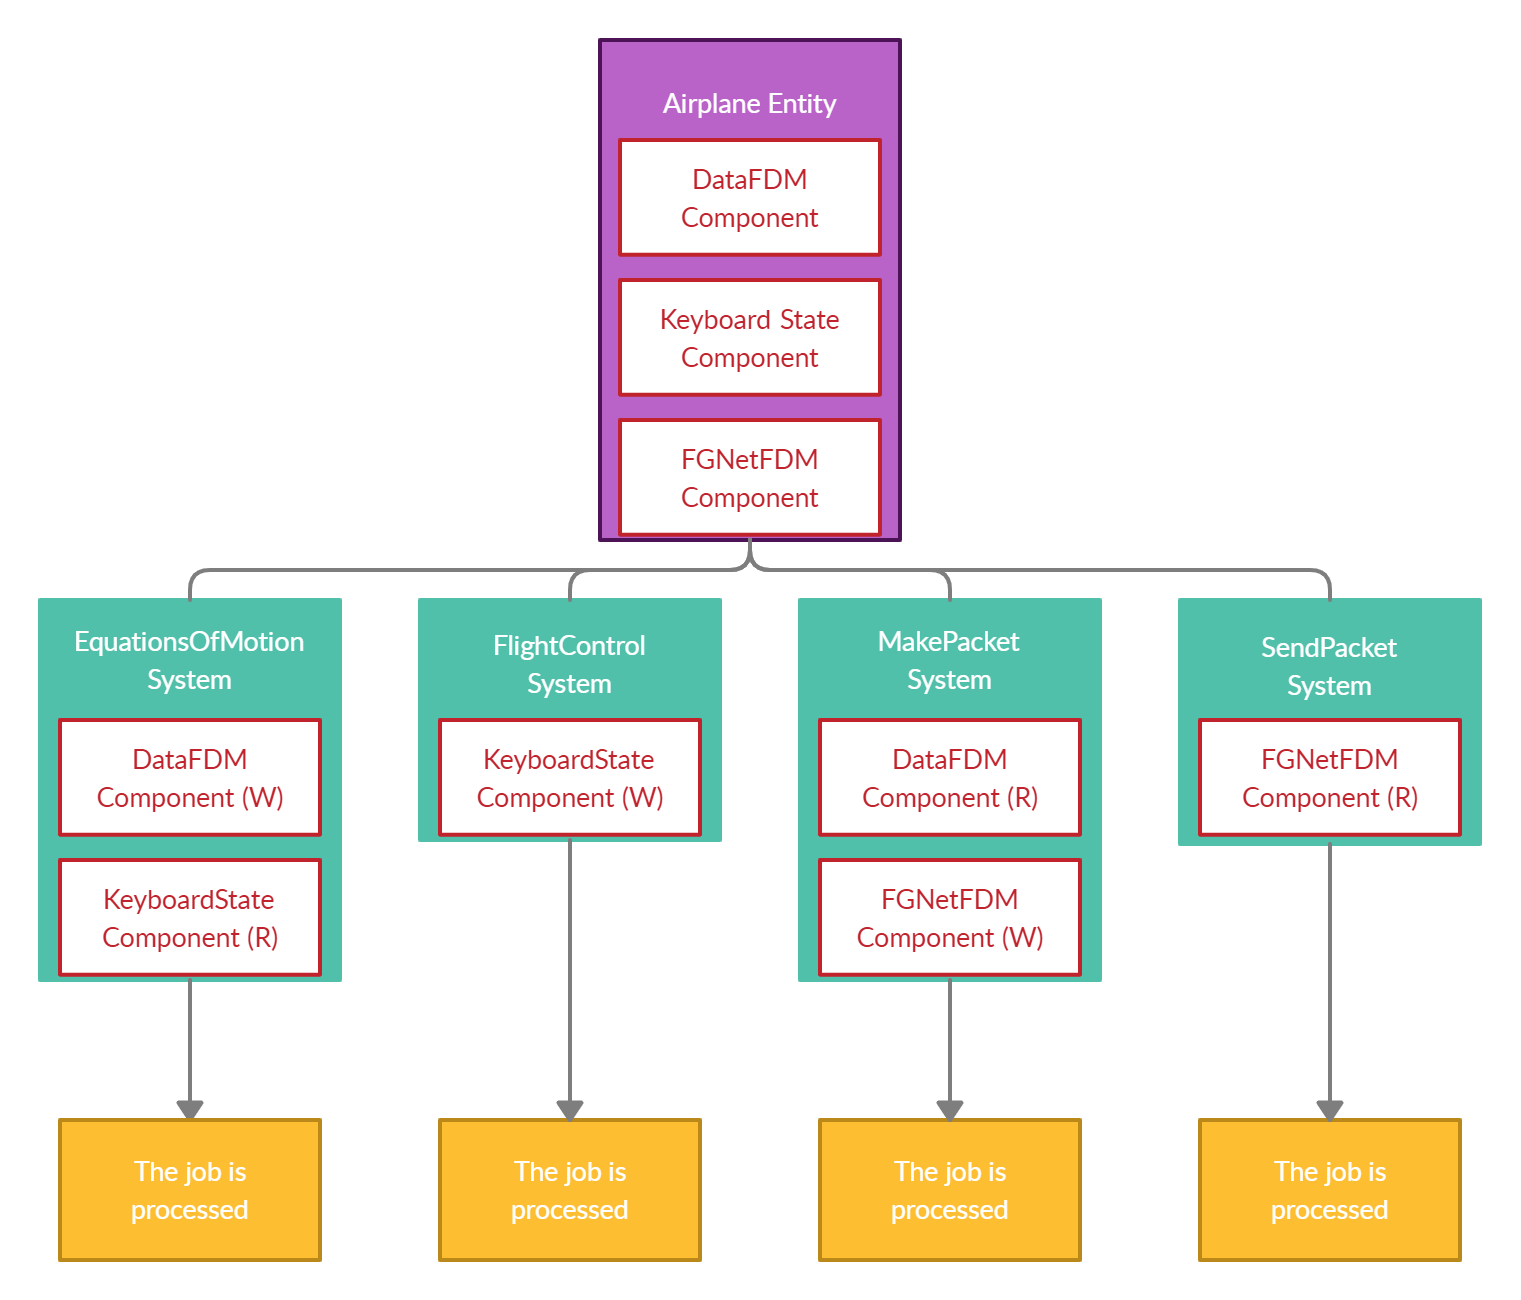 Airplane Entity
DataFDM
Component
Keyboard State
Component
FGNetFDM
Component
EquationsOfMotion
System
DataFDM
Component (W)
KeyboardState
Component (R)
FlightControl
System
KeyboardState
Component (W)
MakePacket
System
DataFDM
Component (R)
FGNetFDM
Component (W)
SendPacket
System
FGNetFDM
Component (R)
The job is
processed
The job is
processed
The job is
processed
The job is
processed